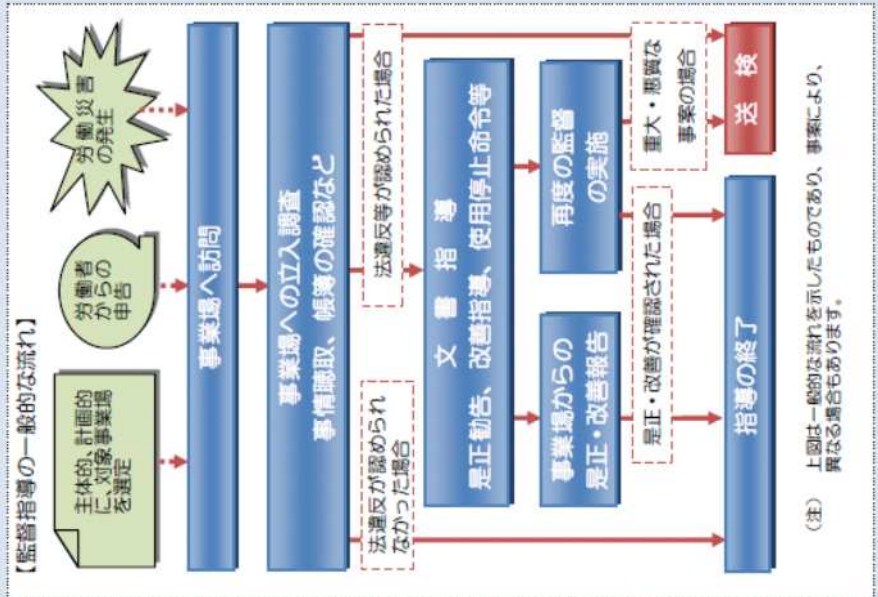 【監督指導の一般的な流れ】
主体的、計画的
に、対象事業場
を選定
労働者
からの
申告
労働災害
の発生
事業場へ訪問
事業場への立入調査
事情聴取、帳簿の確認など
法違反が認められ
なかった場合
法違反等が認められた場合
文書指導
是正勧告、改善指導、使用停止命令等
事業場からの
是正・改善報告
再度の監督
の実施
是正・改善が確認された場合
重大・悪質な
事案の場合
指導の終了
送検
（注）　上図は一般的な流れを示したものであり、事案により、
異なる場合もあります。